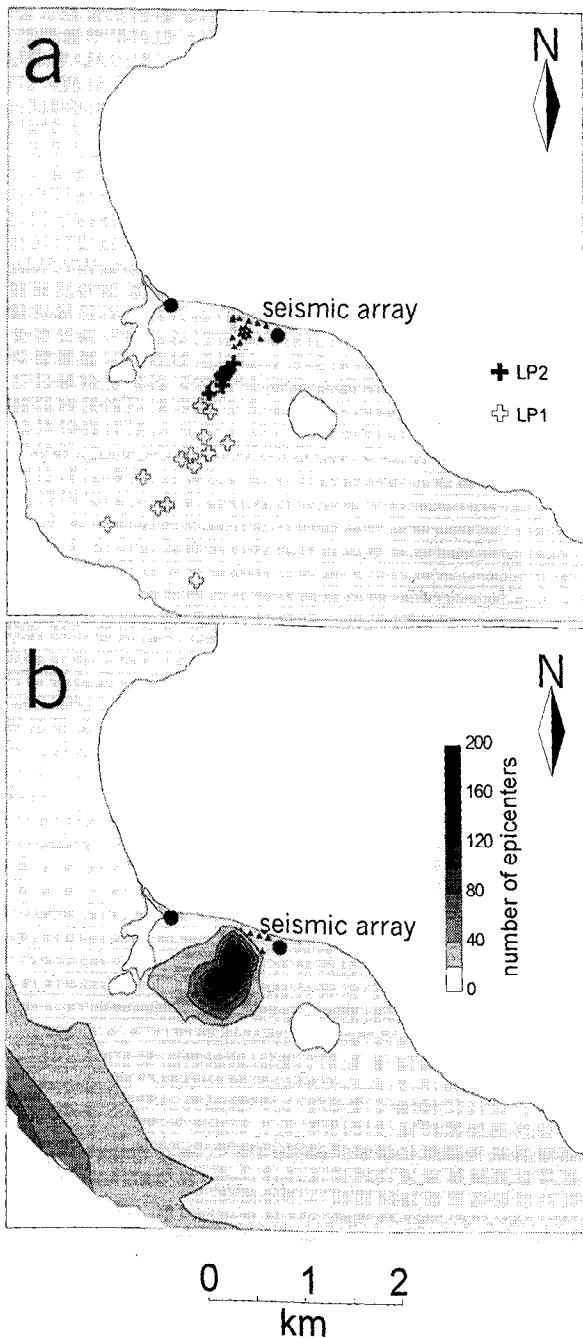 a
N
seismic array
LP2
LP1
b
N
200
160
120
80
40
0
number of epicenters
seismic array
0 1 2
km